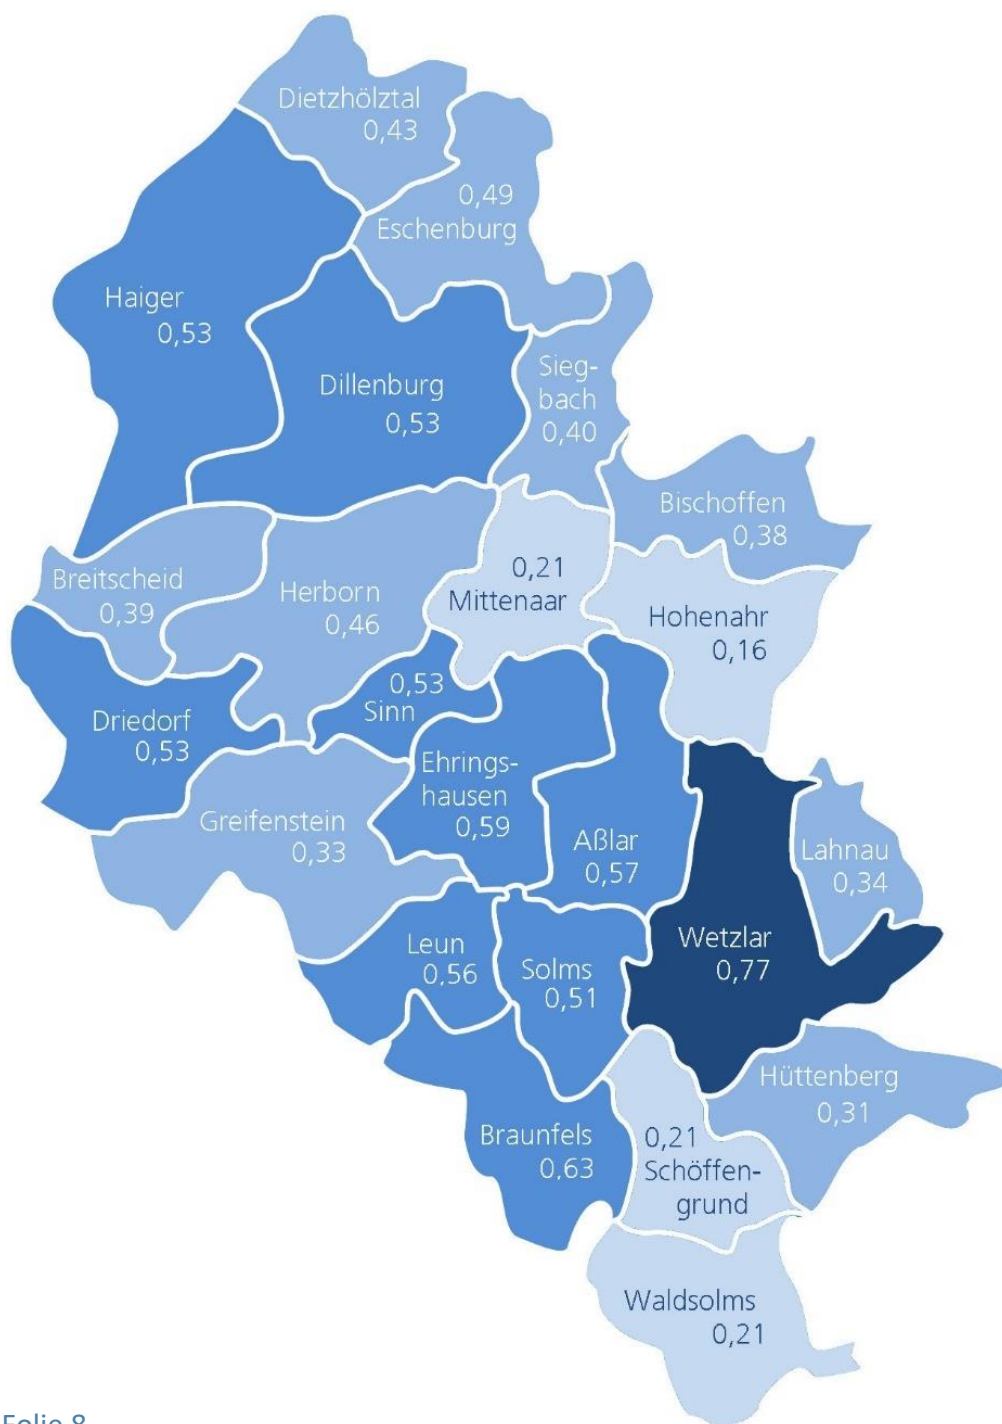 Dietzhölztal
0,43
0,49
Eschenburg
Haiger
0,53
Dillenburg
0,53
Sieg-
bach
0,40
Bischoffen
0,38
Breitscheid
0,39
Herborn
0,46
0,21
Mittenaar
Hohenahr
0,16
Driedorf
0,53
0,53
Sinn
Ehrings-
hausen
0,59
Greifenstein
0,33
Aßlar
0,57
Lahnau
0,34
Leun
0,56
Solms
0,51
Wetzlar
0,77
Hüttenberg
0,31
Braunfels
0,63
0,21
Schöffen-
grund
Waldsolms
0,21
Folie 8